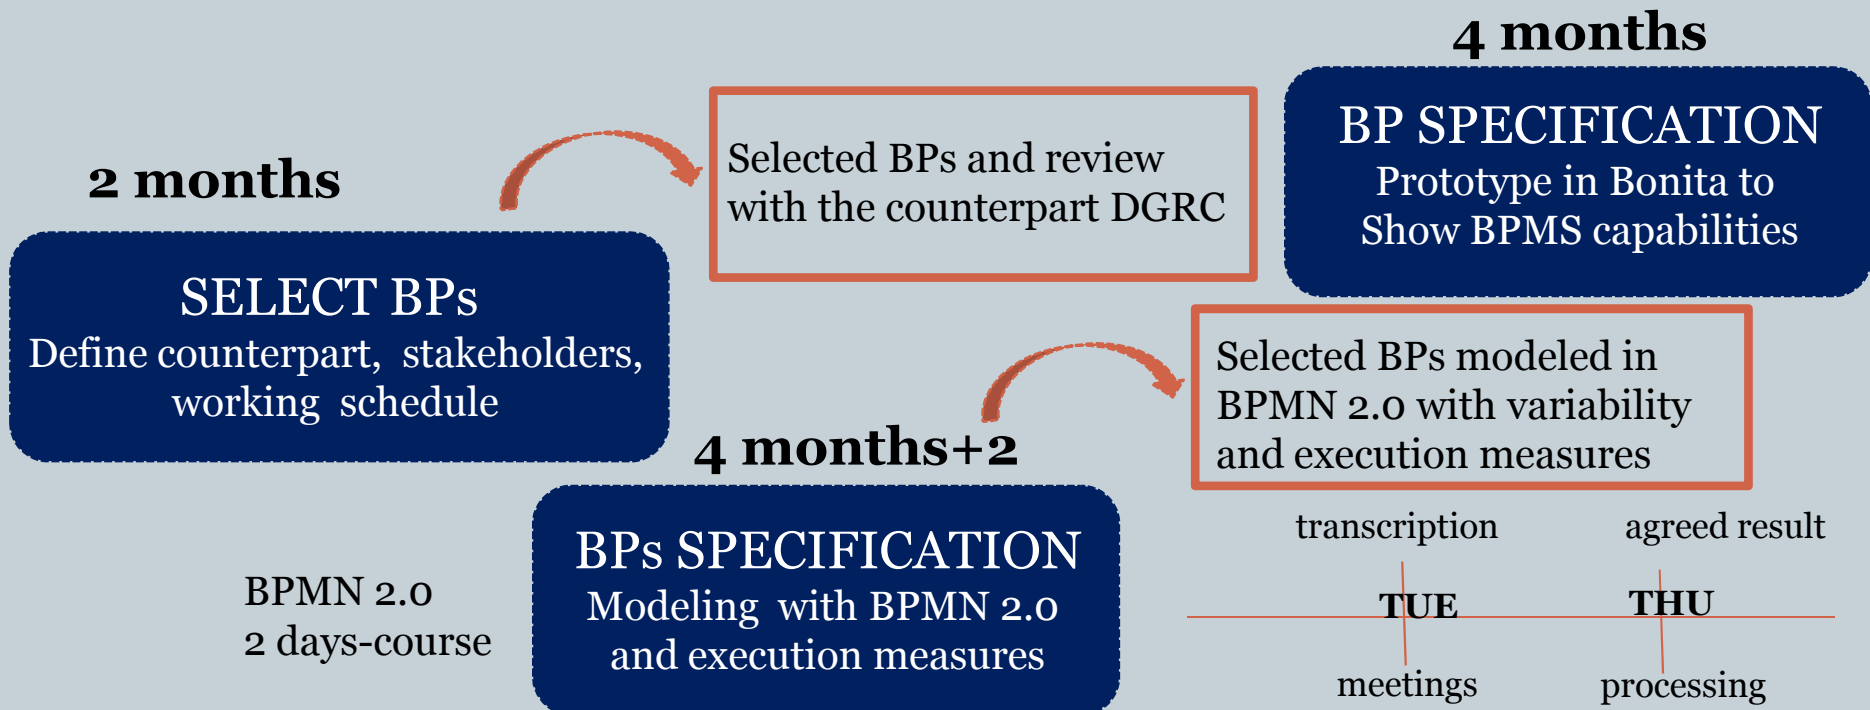 2 months
SELECT BPs
Define counterpart, stakeholders,
working schedule
Selected BPs and review
with the counterpart DGRC
4 months
BP SPECIFICATION
Prototype in Bonita to
Show BPMS capabilities
BPMN 2.0
2 days-course
4 months+2
BPs SPECIFICATION
Modeling with BPMN 2.0
and execution measures
Selected BPs modeled in
BPMN 2.0 with variability
and execution measures
transcription agreed result
TUE THU
meetings processing